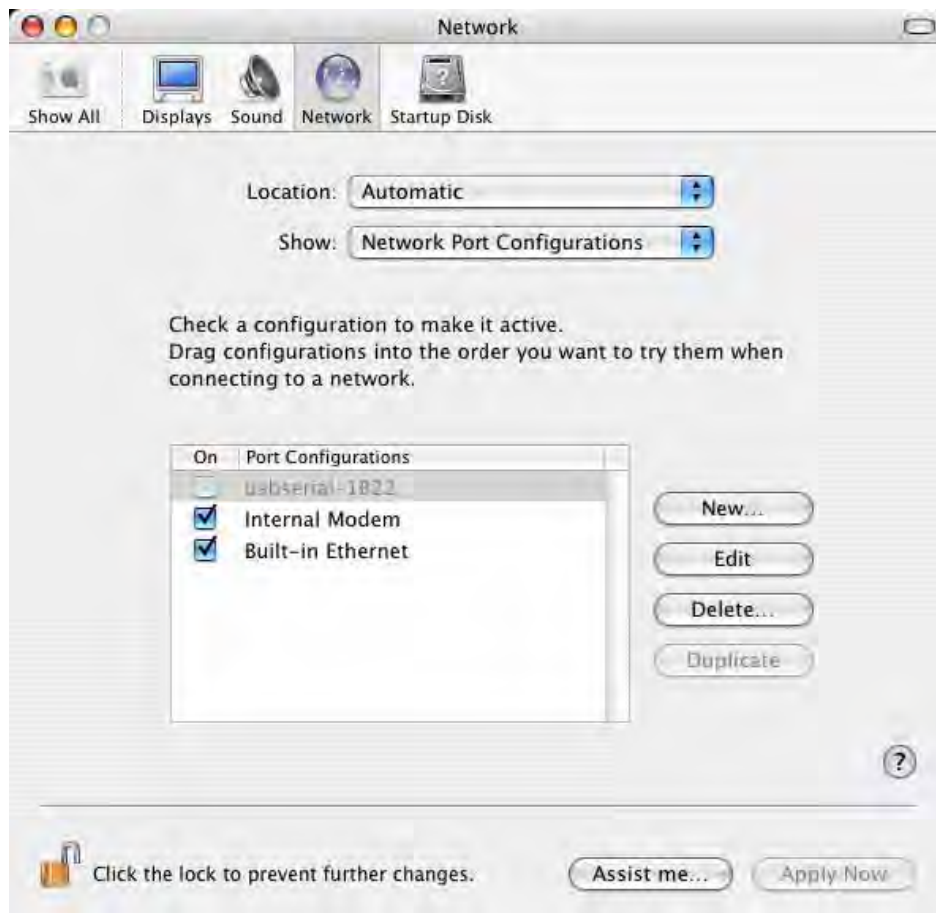 Network
Show All Displays Sound Network Startup Disk
Location: Automatic
Show: Network Port Configurations
Check a configuration to make it active.
Drag configurations into the order you want to try them when
connecting to a network.
On Port Configurations
usbserial-1B22
Internal Modem
Built-in Ethernet
New...
Edit
Delete...
Duplicate
?
Click the lock to prevent further changes. Assist me... Apply Now